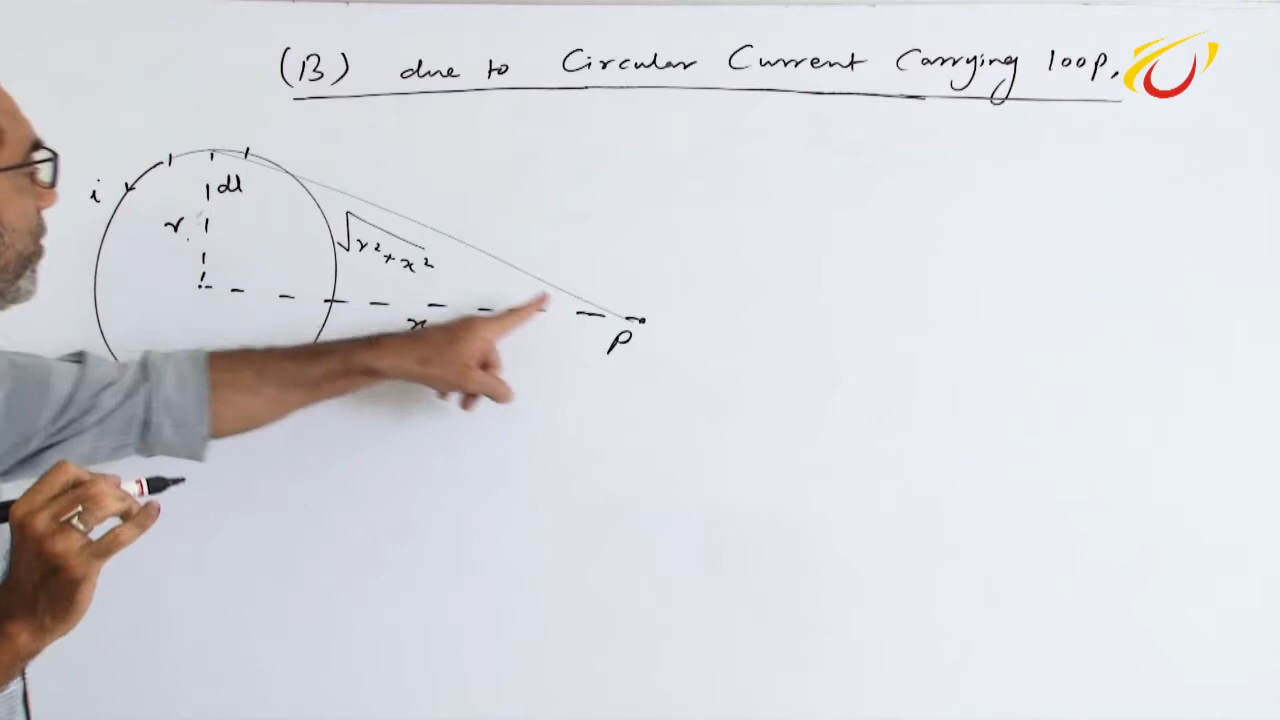 (B) due to Circular Current Carrying loop,
i
dl
r
√r²+x²
x
P